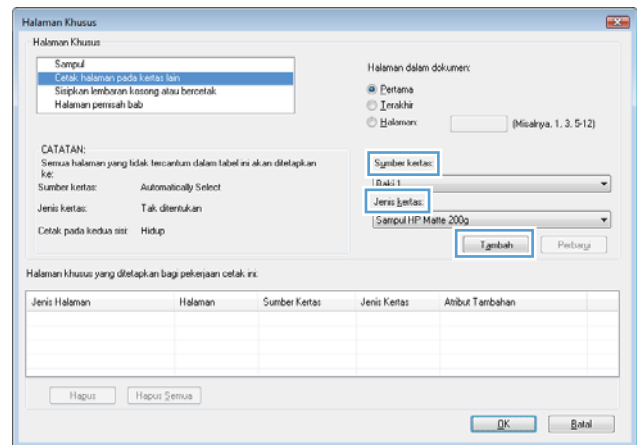 Halaman Khusus
Halaman Khusus
Sampul
Cetak halaman pada kertas lain
Sisipkan lembaran kosong atau bercetak
Halaman pemisah bab
Halaman dalam dokumen:
Pertama
Terakhir
Halaman: (Misalnya. 1, 3, 5-12)
CATATAN:
Semua halaman yang tidak tercantum dalam tabel ini akan ditetapkan
ke:
Sumber kertas: Automatically Select
Jenis kertas: Tak ditentukan
Cetak pada kedua sisi: Hidup
Sumber kertas:
Baki 1
Jenis kertas:
Sampul HP Matte 200g
Tambah Perbarui
Halaman khusus yang ditetapkan bagi pekerjaan cetak ini:
Jenis Halaman Halaman Sumber Kertas Jenis Kertas Atribut Tambahan
Hapus Hapus Semua
OK Batal